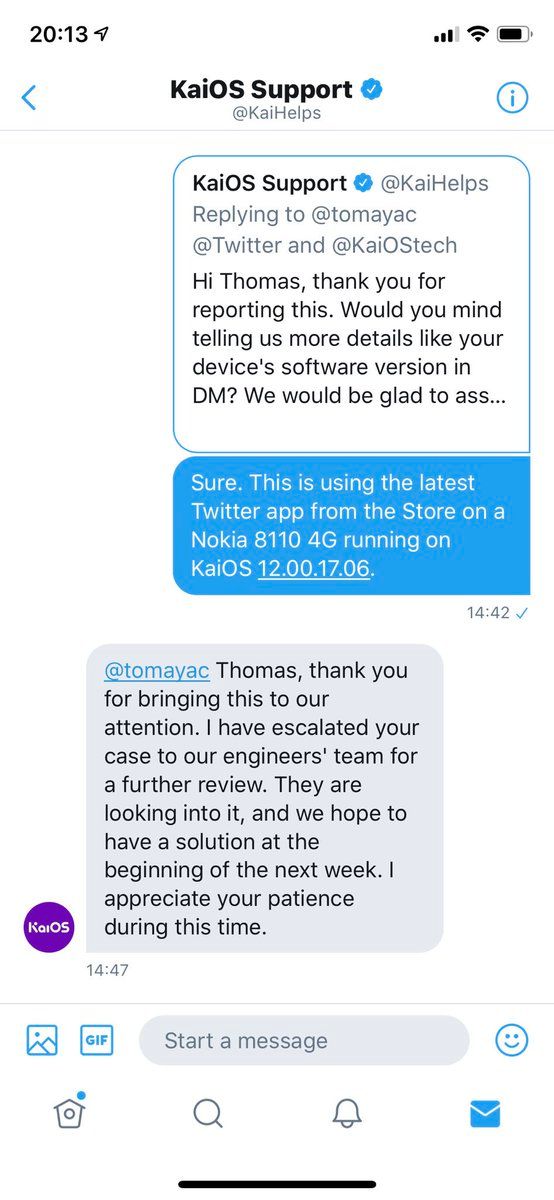 20:13
KaiOS Support
@KaiHelps
KaiOS Support @KaiHelps
Replying to @tomayac
@Twitter and @KaiOStech
Hi Thomas, thank you for
reporting this. Would you mind
telling us more details like your
device's software version in
DM? We would be glad to ass...
Sure. This is using the latest
Twitter app from the Store on a
Nokia 8110 4G running on
KaiOS 12.00.17.06.
14:42
@tomayac Thomas, thank you
for bringing this to our
attention. I have escalated your
case to our engineers' team for
a further review. They are
looking into it, and we hope to
have a solution at the
beginning of the next week. I
appreciate your patience
during this time.
KaiOS
14:47
GIF
Start a message